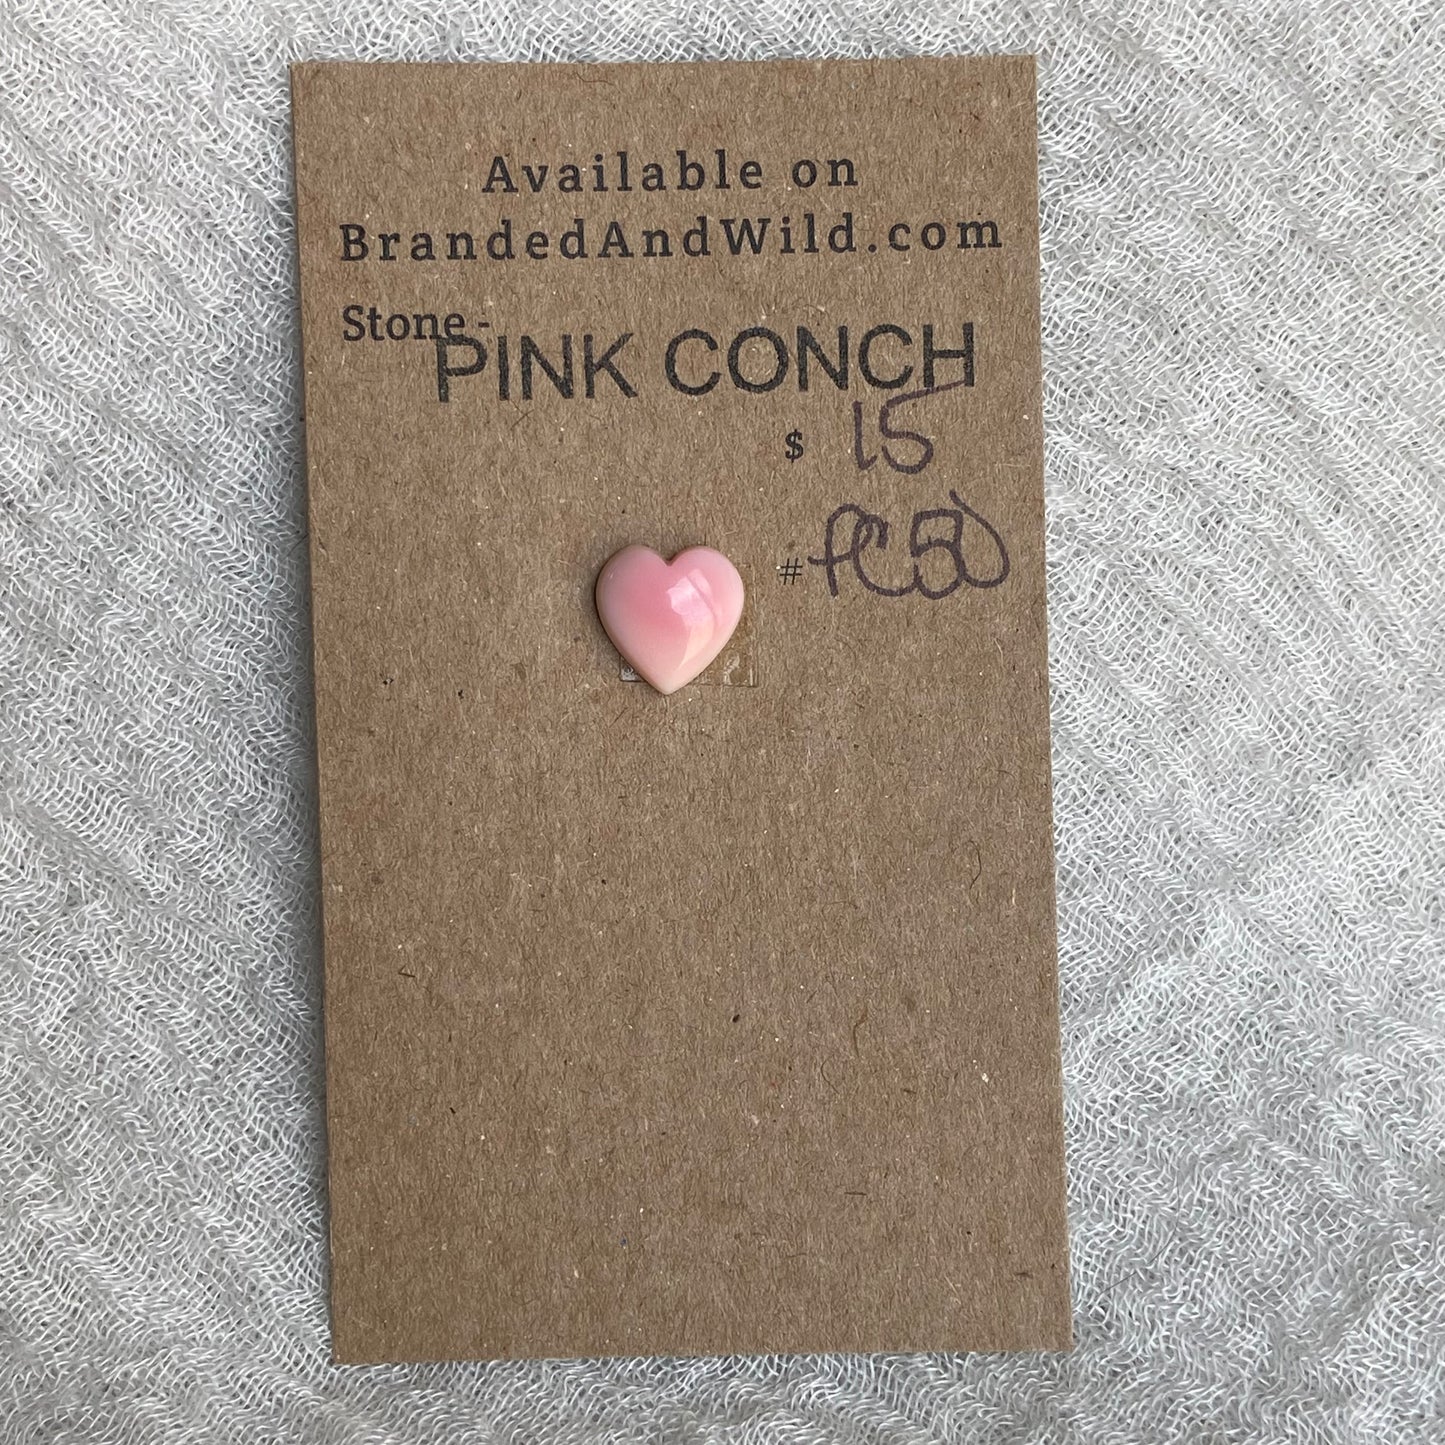 Available on
BrandedAndWild.com
Stone - PINK CONCH
$ 15
# PC50